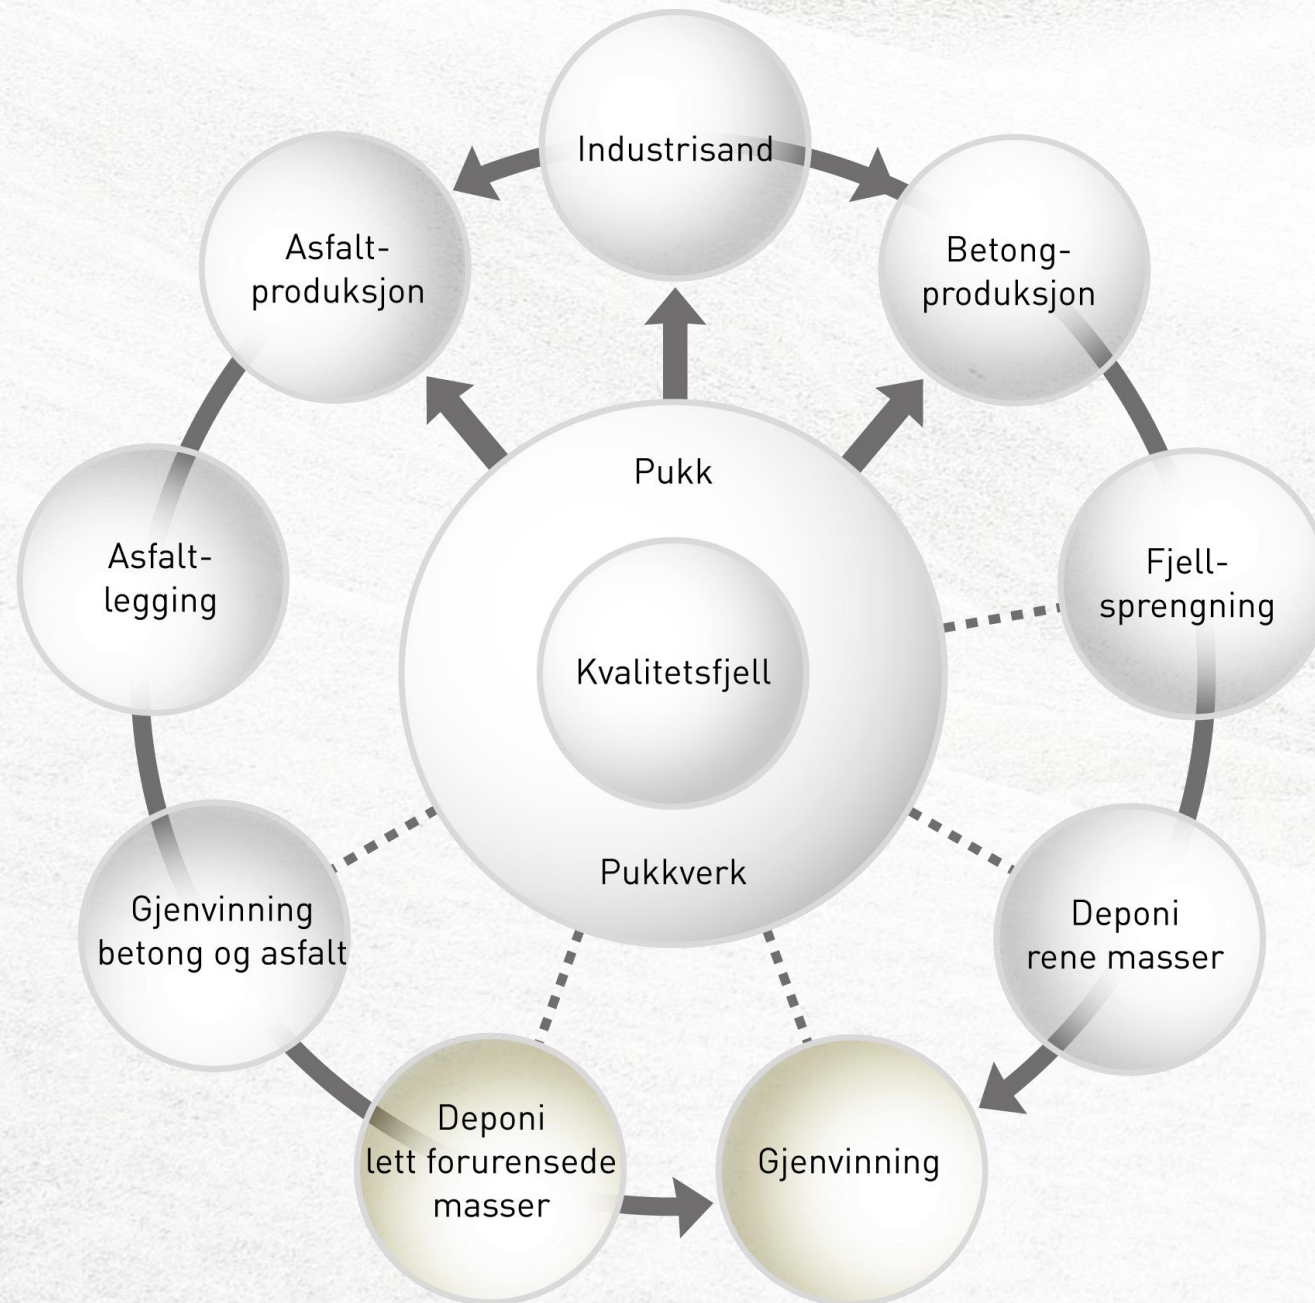 Industrisand
Asfalt-
produksjon
Betong-
produksjon
Pukk
Asfalt-
legging
Fjell-
sprengning
Kvalitetsfjell
Pukkverk
Gjenvinning
betong og asfalt
Deponi
rene masser
Deponi
lett forurensede
masser
Gjenvinning